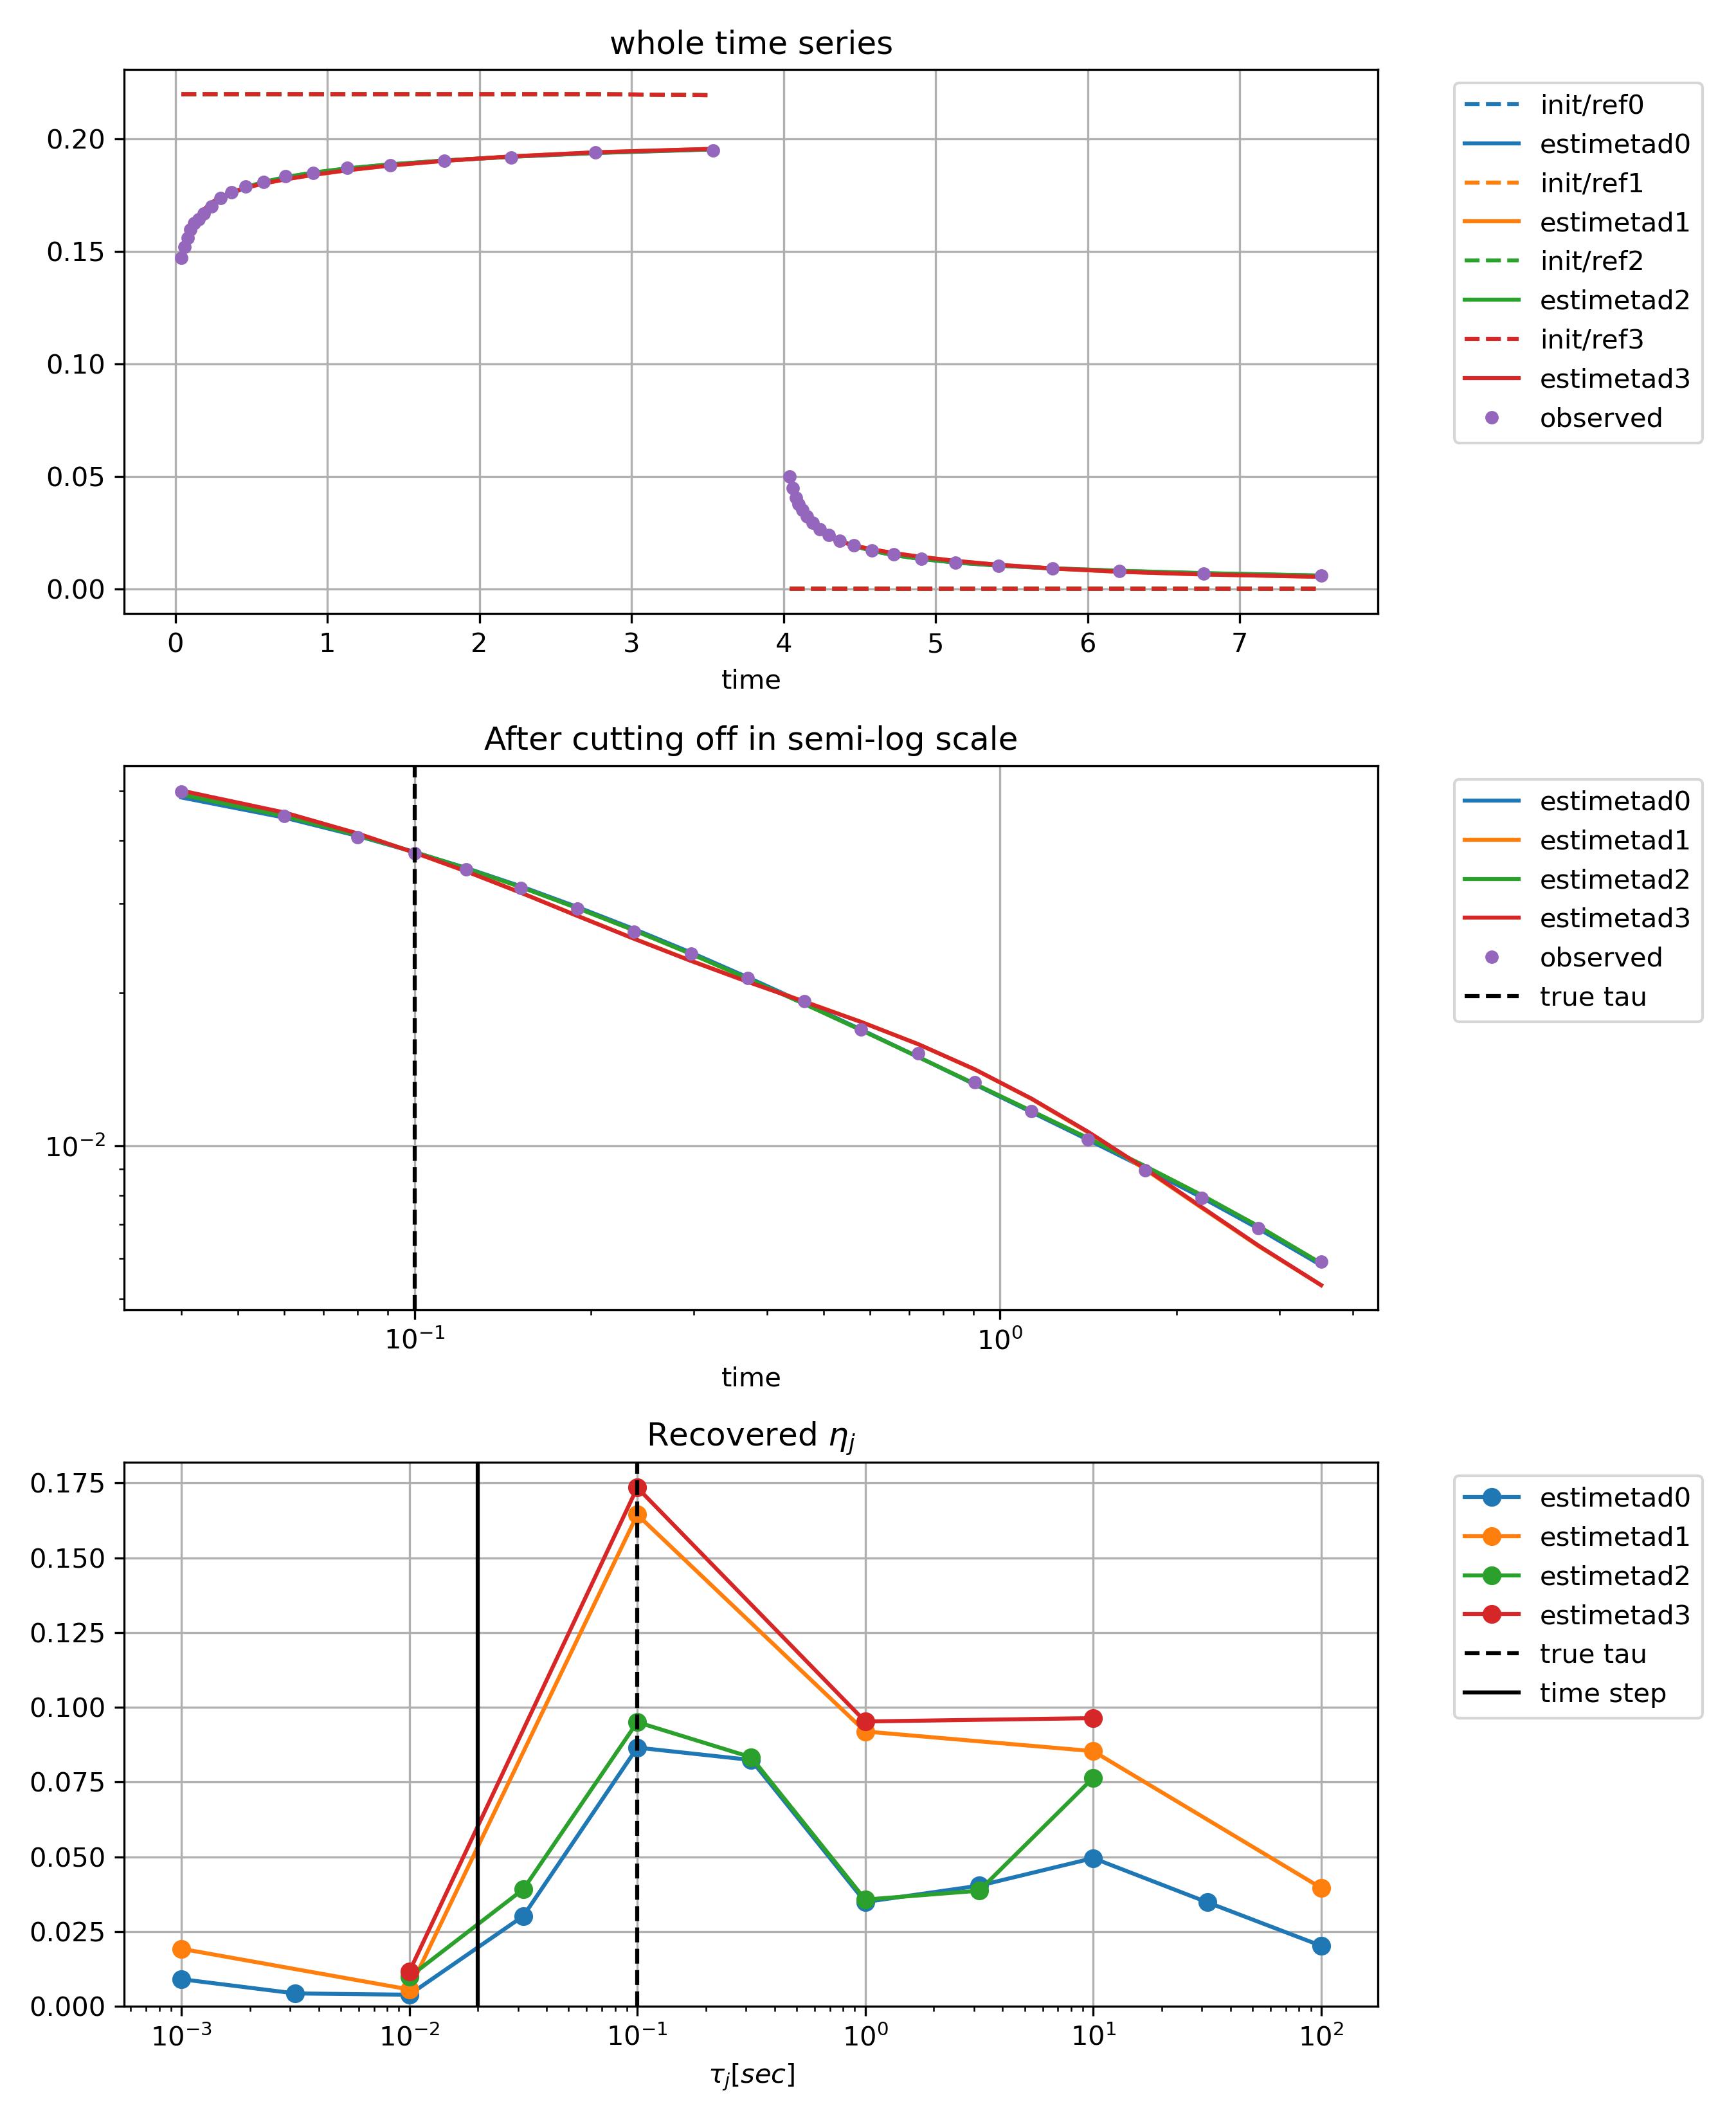 whole time series
0.20
0.15
0.10
0.05
0.00
0 1 2 3 4 5 6 7
time
init/ref0
estimetad0
init/ref1
estimetad1
init/ref2
estimetad2
init/ref3
estimetad3
observed
After cutting off in semi-log scale
10⁻²
10⁻¹ 10⁰
time
estimetad0
estimetad1
estimetad2
estimetad3
observed
true tau
Recovered η_j
0.175
0.150
0.125
0.100
0.075
0.050
0.025
0.000
10⁻³ 10⁻² 10⁻¹ 10⁰ 10¹ 10²
τ_j[sec]
estimetad0
estimetad1
estimetad2
estimetad3
true tau
time step